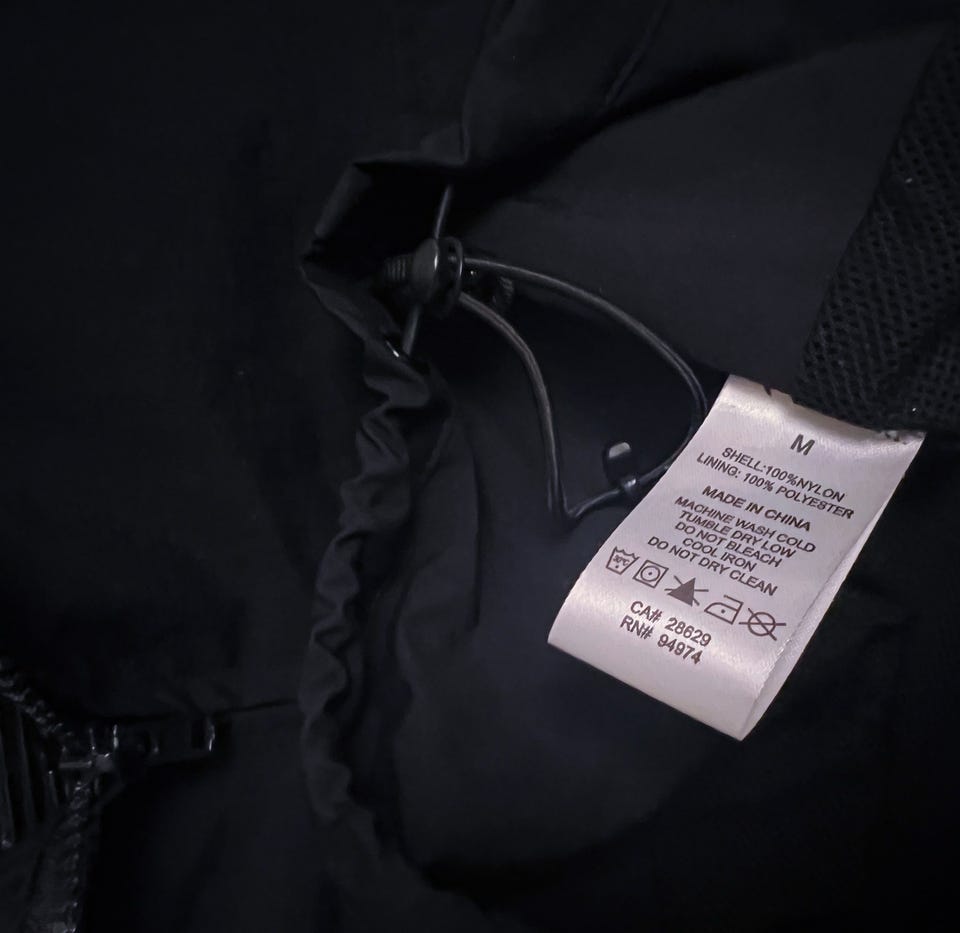 M
SHELL:100%NYLON
LINING: 100% POLYESTER
MADE IN CHINA
MACHINE WASH COLD
TUMBLE DRY LOW
DO NOT BLEACH
COOL IRON
DO NOT DRY CLEAN
30°C
CA# 28629
RN# 94974